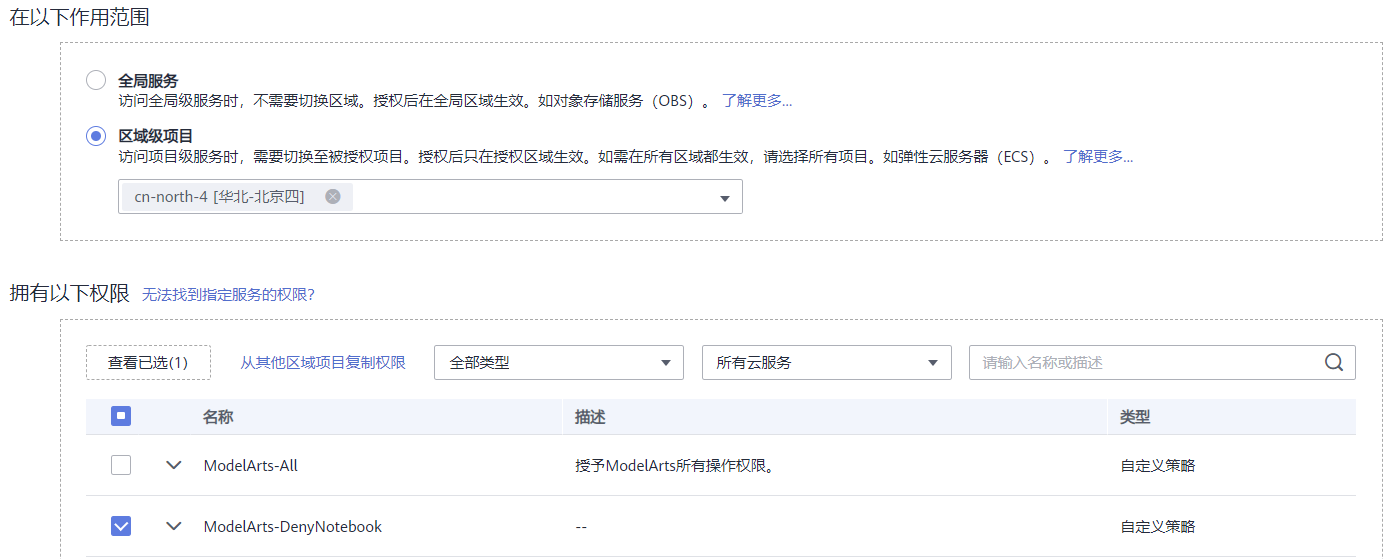 在以下作用范围
全局服务
访问全局级服务时，不需要切换区域。授权后在全局区域生效。如对象存储服务（OBS）。 了解更多...
区域级项目
访问项目级服务时，需要切换至被授权项目。授权后只在授权区域生效。如需在所有区域都生效，请选择所有项目。如弹性云服务器（ECS）。 了解更多...
cn-north-4 [华北-北京四]
拥有以下权限 无法找到指定服务的权限?
查看已选(1) 从其他区域项目复制权限 全部类型 所有云服务 请输入名称或描述
名称 描述 类型
ModelArts-All 授予ModelArts所有操作权限。 自定义策略
ModelArts-DenyNotebook -- 自定义策略